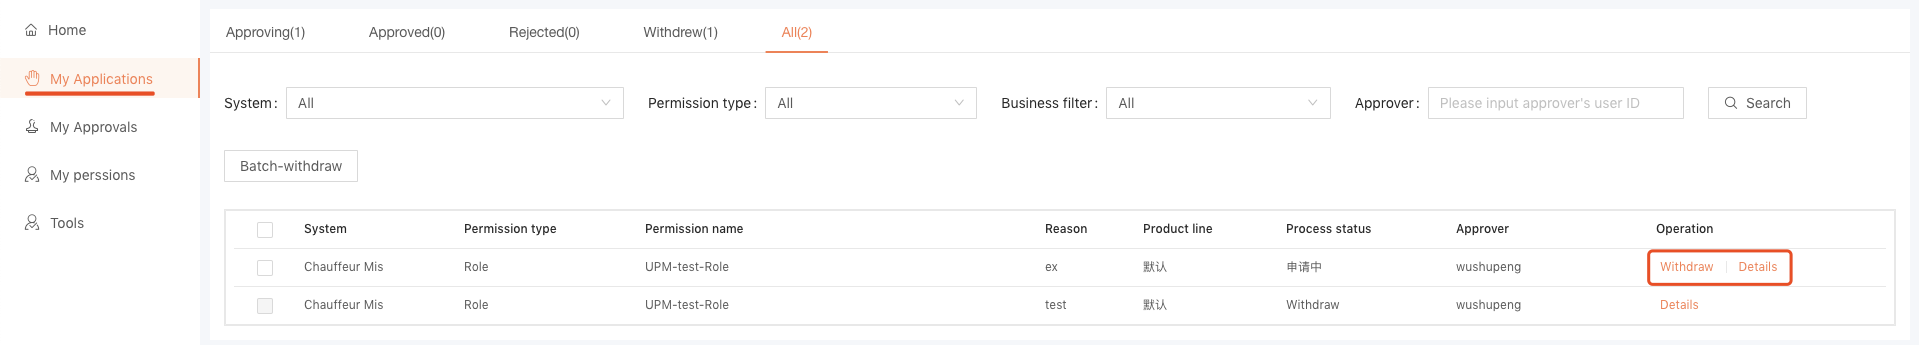 Home
My Applications
My Approvals
My perssions
Tools
Approving(1) Approved(0) Rejected(0) Withdrew(1) All(2)
System: All Permission type: All Business filter: All Approver: Please input approver's user ID Search
Batch-withdraw
System Permission type Permission name Reason Product line Process status Approver Operation
Chauffeur Mis Role UPM-test-Role ex 默认 申请中 wushupeng Withdraw Details
Chauffeur Mis Role UPM-test-Role test 默认 Withdraw wushupeng Details